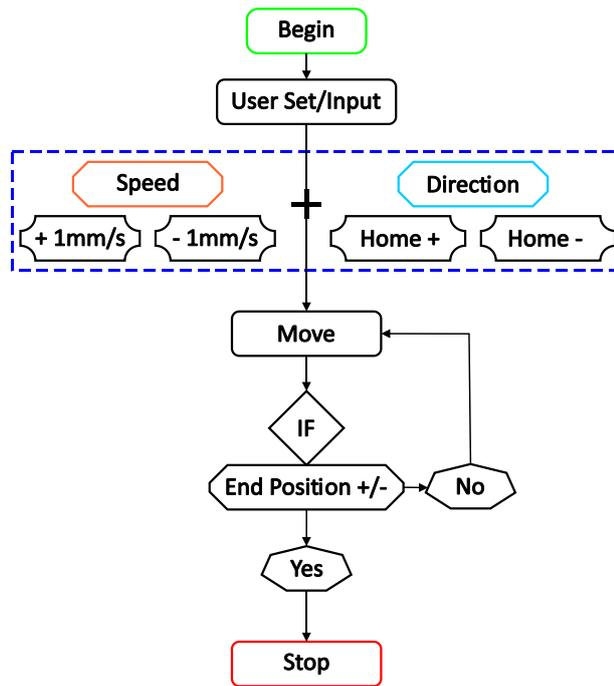 Begin
User Set/Input
Speed
Direction
+ 1mm/s
- 1mm/s
+
Home +
Home -
Move
IF
End Position +/-
No
Yes
Stop